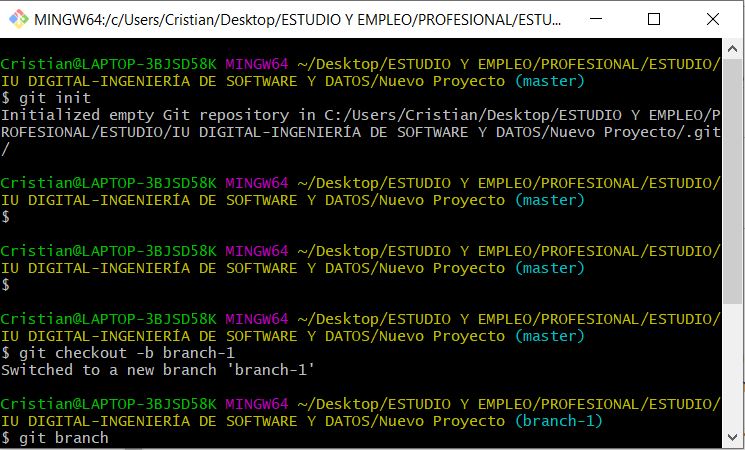 MINGW64:/c/Users/Cristian/Desktop/ESTUDIO Y EMPLEO/PROFESIONAL/ESTU...
Cristian@LAPTOP-3BJSD58K MINGW64 ~/Desktop/ESTUDIO Y EMPLEO/PROFESIONAL/ESTUDIO/
IU DIGITAL-INGENIERÍA DE SOFTWARE Y DATOS/Nuevo Proyecto (master)
$ git init
Initialized empty Git repository in C:/Users/Cristian/Desktop/ESTUDIO Y EMPLEO/P
ROFESIONAL/ESTUDIO/IU DIGITAL-INGENIERÍA DE SOFTWARE Y DATOS/Nuevo Proyecto/.git
/
Cristian@LAPTOP-3BJSD58K MINGW64 ~/Desktop/ESTUDIO Y EMPLEO/PROFESIONAL/ESTUDIO/
IU DIGITAL-INGENIERÍA DE SOFTWARE Y DATOS/Nuevo Proyecto (master)
$
Cristian@LAPTOP-3BJSD58K MINGW64 ~/Desktop/ESTUDIO Y EMPLEO/PROFESIONAL/ESTUDIO/
IU DIGITAL-INGENIERÍA DE SOFTWARE Y DATOS/Nuevo Proyecto (master)
$
Cristian@LAPTOP-3BJSD58K MINGW64 ~/Desktop/ESTUDIO Y EMPLEO/PROFESIONAL/ESTUDIO/
IU DIGITAL-INGENIERÍA DE SOFTWARE Y DATOS/Nuevo Proyecto (master)
$ git checkout -b branch-1
Switched to a new branch 'branch-1'
Cristian@LAPTOP-3BJSD58K MINGW64 ~/Desktop/ESTUDIO Y EMPLEO/PROFESIONAL/ESTUDIO/
IU DIGITAL-INGENIERÍA DE SOFTWARE Y DATOS/Nuevo Proyecto (branch-1)
$ git branch